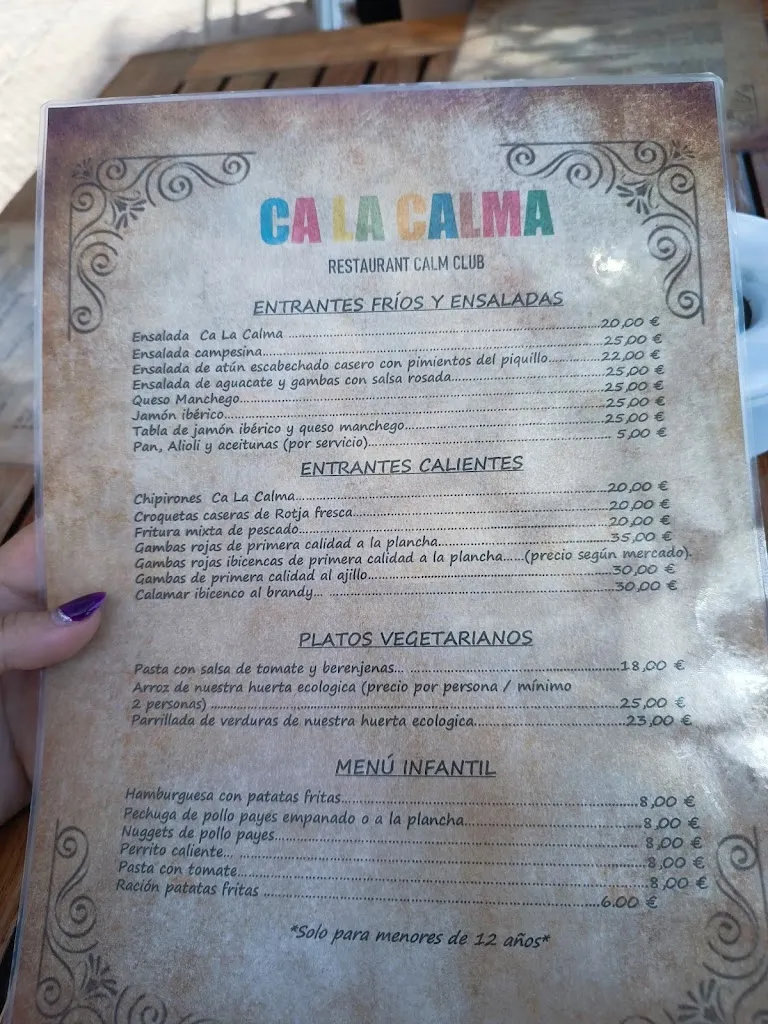 CA LA CALMA
RESTAURANT CALM CLUB
ENTRANTES FRÍOS Y ENSALADAS
Ensalada Ca La Calma ........ 20,00 €
Ensalada campesina........ 25,00 €
Ensalada de atún escabechado casero con pimientos del piquillo........ 22,00 €
Ensalada de aguacate y gambas con salsa rosada........ 25,00 €
Queso Manchego........ 25,00 €
Jamón ibérico........ 25,00 €
Tabla de jamón ibérico y queso manchego........ 25,00 €
Pan, Alioli y aceitunas (por servicio)........ 5,00 €
ENTRANTES CALIENTES
Chipirones Ca La Calma........ 20,00 €
Croquetas caseras de Rotja fresca........ 20,00 €
Fritura mixta de pescado........ 20,00 €
Gambas rojas de primera calidad a la plancha........ 35,00 €
Gambas rojas ibicencas de primera calidad a la plancha.....(precio según mercado).
Gambas de primera calidad al ajillo........ 30,00 €
Calamar ibicenco al brandy... ........ 30,00 €
PLATOS VEGETARIANOS
Pasta con salsa de tomate y berenjenas... ........ 18,00 €
Arroz de nuestra huerta ecologica (precio por persona / mínimo
2 personas) ........ 25,00 €
Parrillada de verduras de nuestra huerta ecologica........ 23,00 €
MENÚ INFANTIL
Hamburguesa con patatas fritas........ 8,00 €
Pechuga de pollo payes empanado o a la plancha........ 8,00 €
Nuggets de pollo payes........ 8,00 €
Perrito caliente... ........ 8,00 €
Pasta con tomate........ 8,00 €
Ración patatas fritas ........ 6.00 €
*Solo para menores de 12 años*